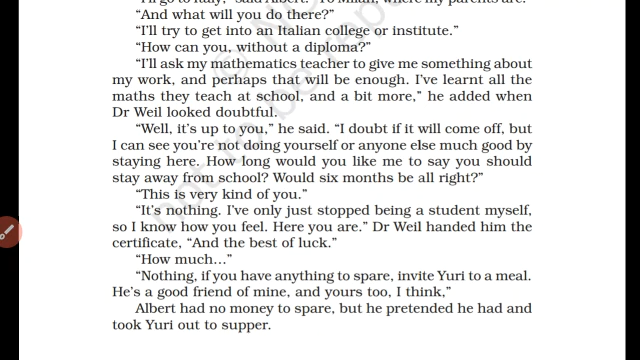 "I'll go to Italy," said Albert. "To Milan, where my parents are."
"And what will you do there?"
"I'll try to get into an Italian college or institute."
"How can you, without a diploma?"
"I'll ask my mathematics teacher to give me something about
my work, and perhaps that will be enough. I've learnt all the
maths they teach at school, and a bit more," he added when
Dr Weil looked doubtful.
"Well, it's up to you," he said. "I doubt if it will come off, but
I can see you're not doing yourself or anyone else much good by
staying here. How long would you like me to say you should
stay away from school? Would six months be all right?"
"This is very kind of you."
"It's nothing. I've only just stopped being a student myself,
so I know how you feel. Here you are." Dr Weil handed him the
certificate, "And the best of luck."
"How much…"
"Nothing, if you have anything to spare, invite Yuri to a meal.
He's a good friend of mine, and yours too, I think,"
Albert had no money to spare, but he pretended he had and
took Yuri out to supper.